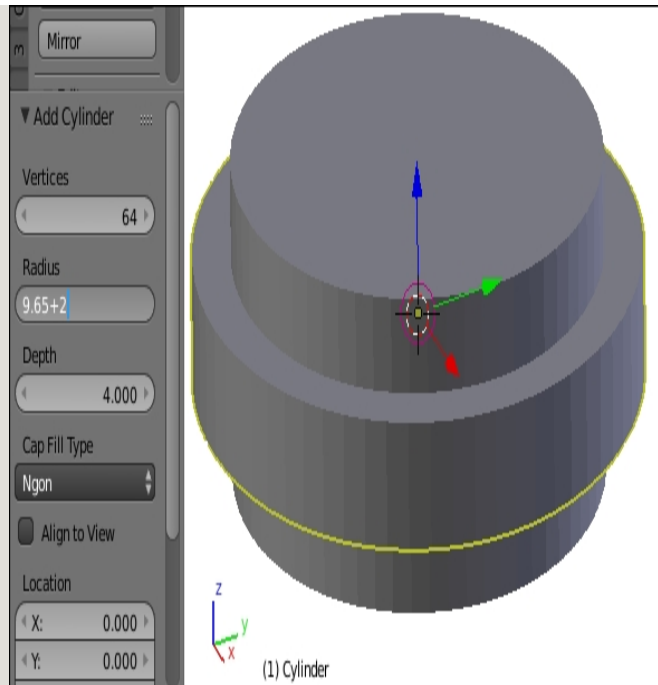 3
Mirror
Add Cylinder
Vertices
64
Radius
9.65+2
Depth
4.000
Cap Fill Type
Ngon
Align to View
Location
X: 0.000
Y: 0.000
z
y
x
(1) Cylinder